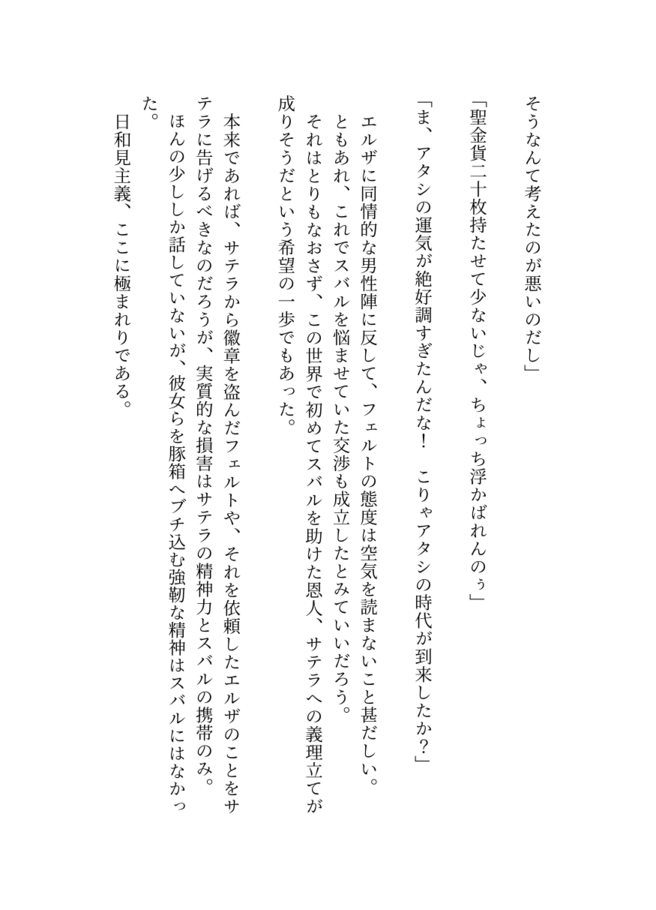 そうなんて考えたのが悪いのだし」
「聖金貨二十枚持たせて少ないじゃ、ちょっち浮かばれんのぅ」
「ま、アタシの運気が絶好調すぎたんだな！　こりゃアタシの時代が到来したか？」
　エルザに同情的な男性陣に反して、フェルトの態度は空気を読まないこと甚だしい。
　ともあれ、これでスバルを悩ませていた交渉も成立したとみていいだろう。
　それはとりもなおさず、この世界で初めてスバルを助けた恩人、サテラへの義理立てが
成りそうだという希望の一歩でもあった。
　本来であれば、サテラから徽章を盗んだフェルトや、それを依頼したエルザのことをサ
テラに告げるべきなのだろうが、実質的な損害はサテラの精神力とスバルの携帯のみ。
　ほんの少ししか話していないが、彼女らを豚箱へブチ込む強靭な精神はスバルにはなかっ
た。
　日和見主義、ここに極まれりである。